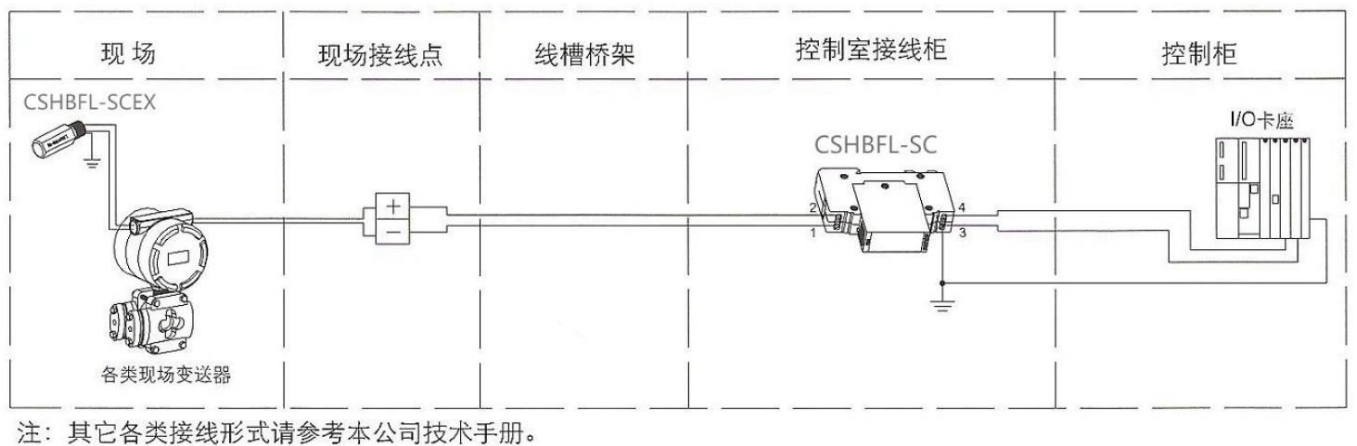 现 场
现场接线点
线槽桥架
控制室接线柜
控制柜
CSHBFL-SCEX
I/O卡座
CSHBFL-SC
+
2
4
−
1
3
各类现场变送器
注：其它各类接线形式请参考本公司技术手册。